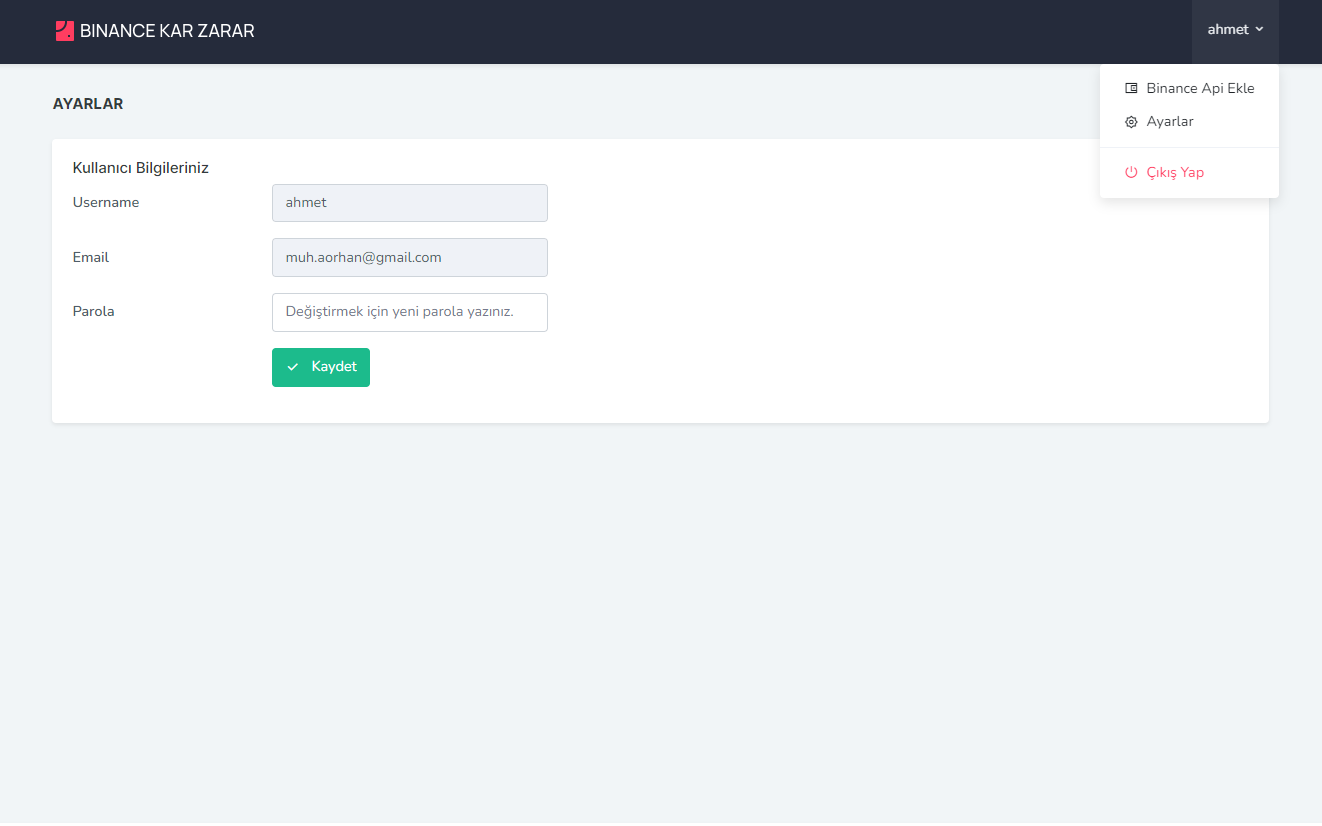 BINANCE KAR ZARAR
ahmet
Binance Api Ekle
Ayarlar
Çıkış Yap
AYARLAR
Kullanıcı Bilgileriniz
Username
ahmet
Email
muh.aorhan@gmail.com
Parola
Değiştirmek için yeni parola yazınız.
Kaydet